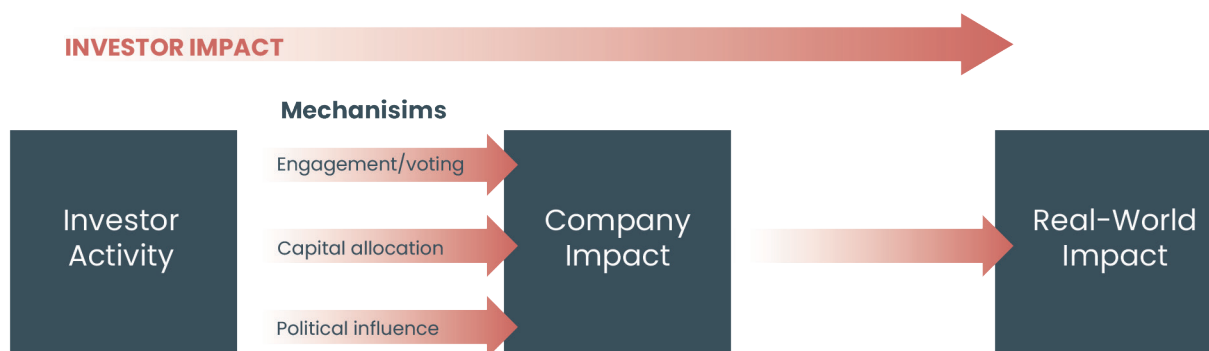 INVESTOR IMPACT
Mechanisims
Engagement/voting
Capital allocation
Political influence
Investor
Activity
Company
Impact
Real-World
Impact